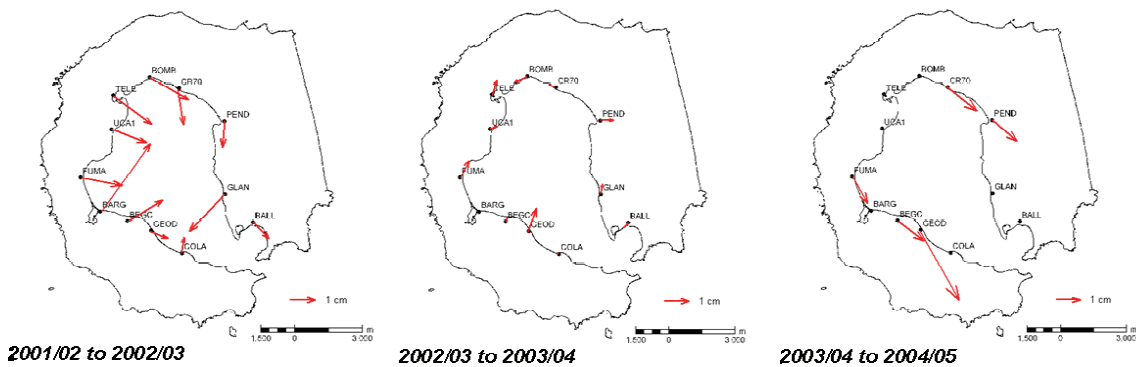 BOMB
CR70
TELE
PEND
UCA1
FUMA
GLAN
BARG
BEGC
BALL
GEOD
COLA
1 cm
1,500 0 3.000
m
2001/02 to 2002/03
BOMB
CR70
TELE
PEND
UCA1
FUMA
GLAN
BARG
BEGC
BALL
GEOD
COLA
1 cm
1,500 0 3.000
m
2002/03 to 2003/04
BOMB
CR70
TELE
PEND
UCA1
FUMA
GLAN
BARG
BEGC
BALL
GEOD
COLA
1 cm
1,500 0 3.000
m
2003/04 to 2004/05